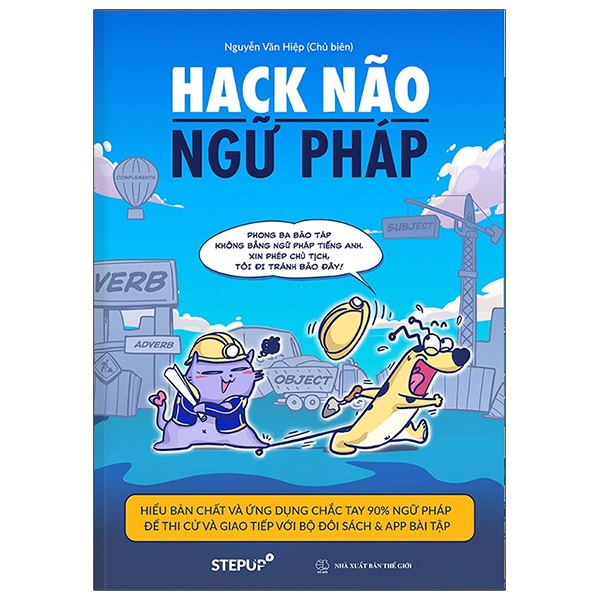 Nguyễn Văn Hiệp (Chủ biên)
HACK NÃO
NGỮ PHÁP
COMPLEMENTS
SUBJECT
PHONG BA BÃO TÁP
KHÔNG BẰNG NGỮ PHÁP TIẾNG ANH.
XIN PHÉP CHỦ TỊCH,
TÔI ĐI TRÁNH BÃO ĐÂY!
VERB
ADVERB
OBJECT
HIỂU BẢN CHẤT VÀ ỨNG DỤNG CHẮC TAY 90% NGỮ PHÁP
ĐỂ THI CỬ VÀ GIAO TIẾP VỚI BỘ ĐÔI SÁCH & APP BÀI TẬP
STEPUP
NHÀ XUẤT BẢN THẾ GIỚI